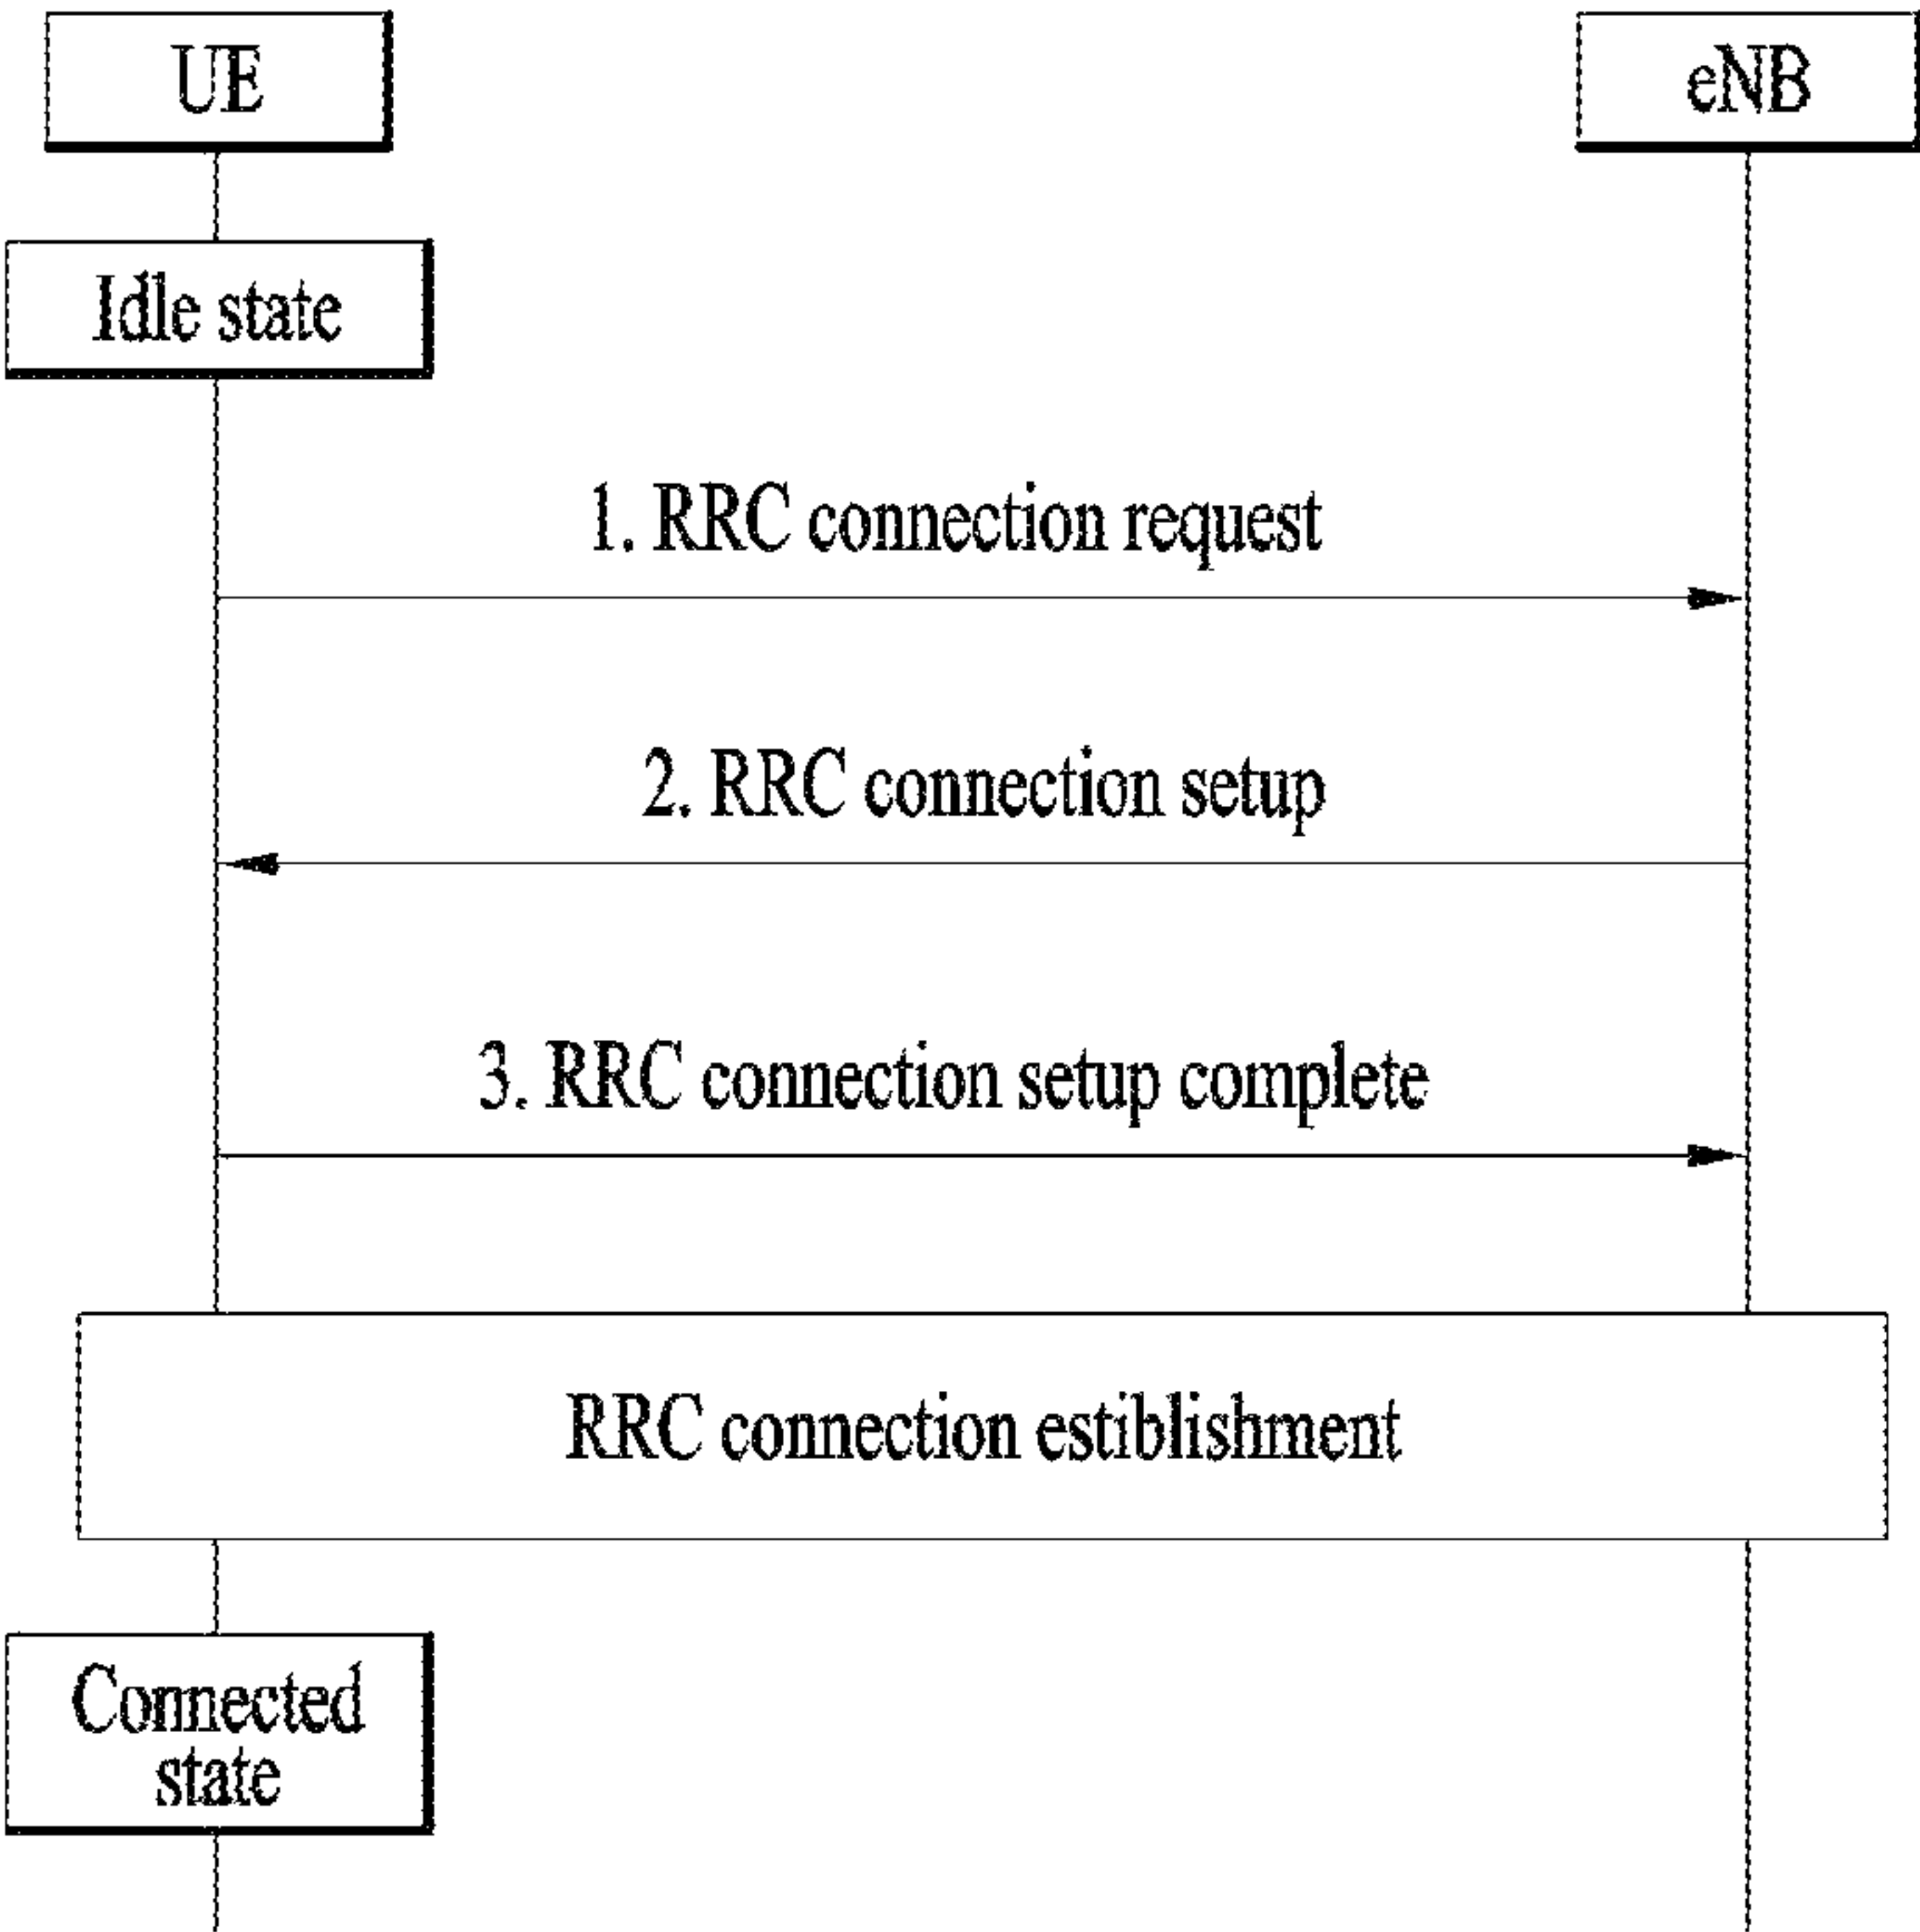 UE
eNB
Idle state
1. RRC connection request
2. RRC connection setup
3. RRC connection setup complete
RRC connection estiblishment
Connected
state